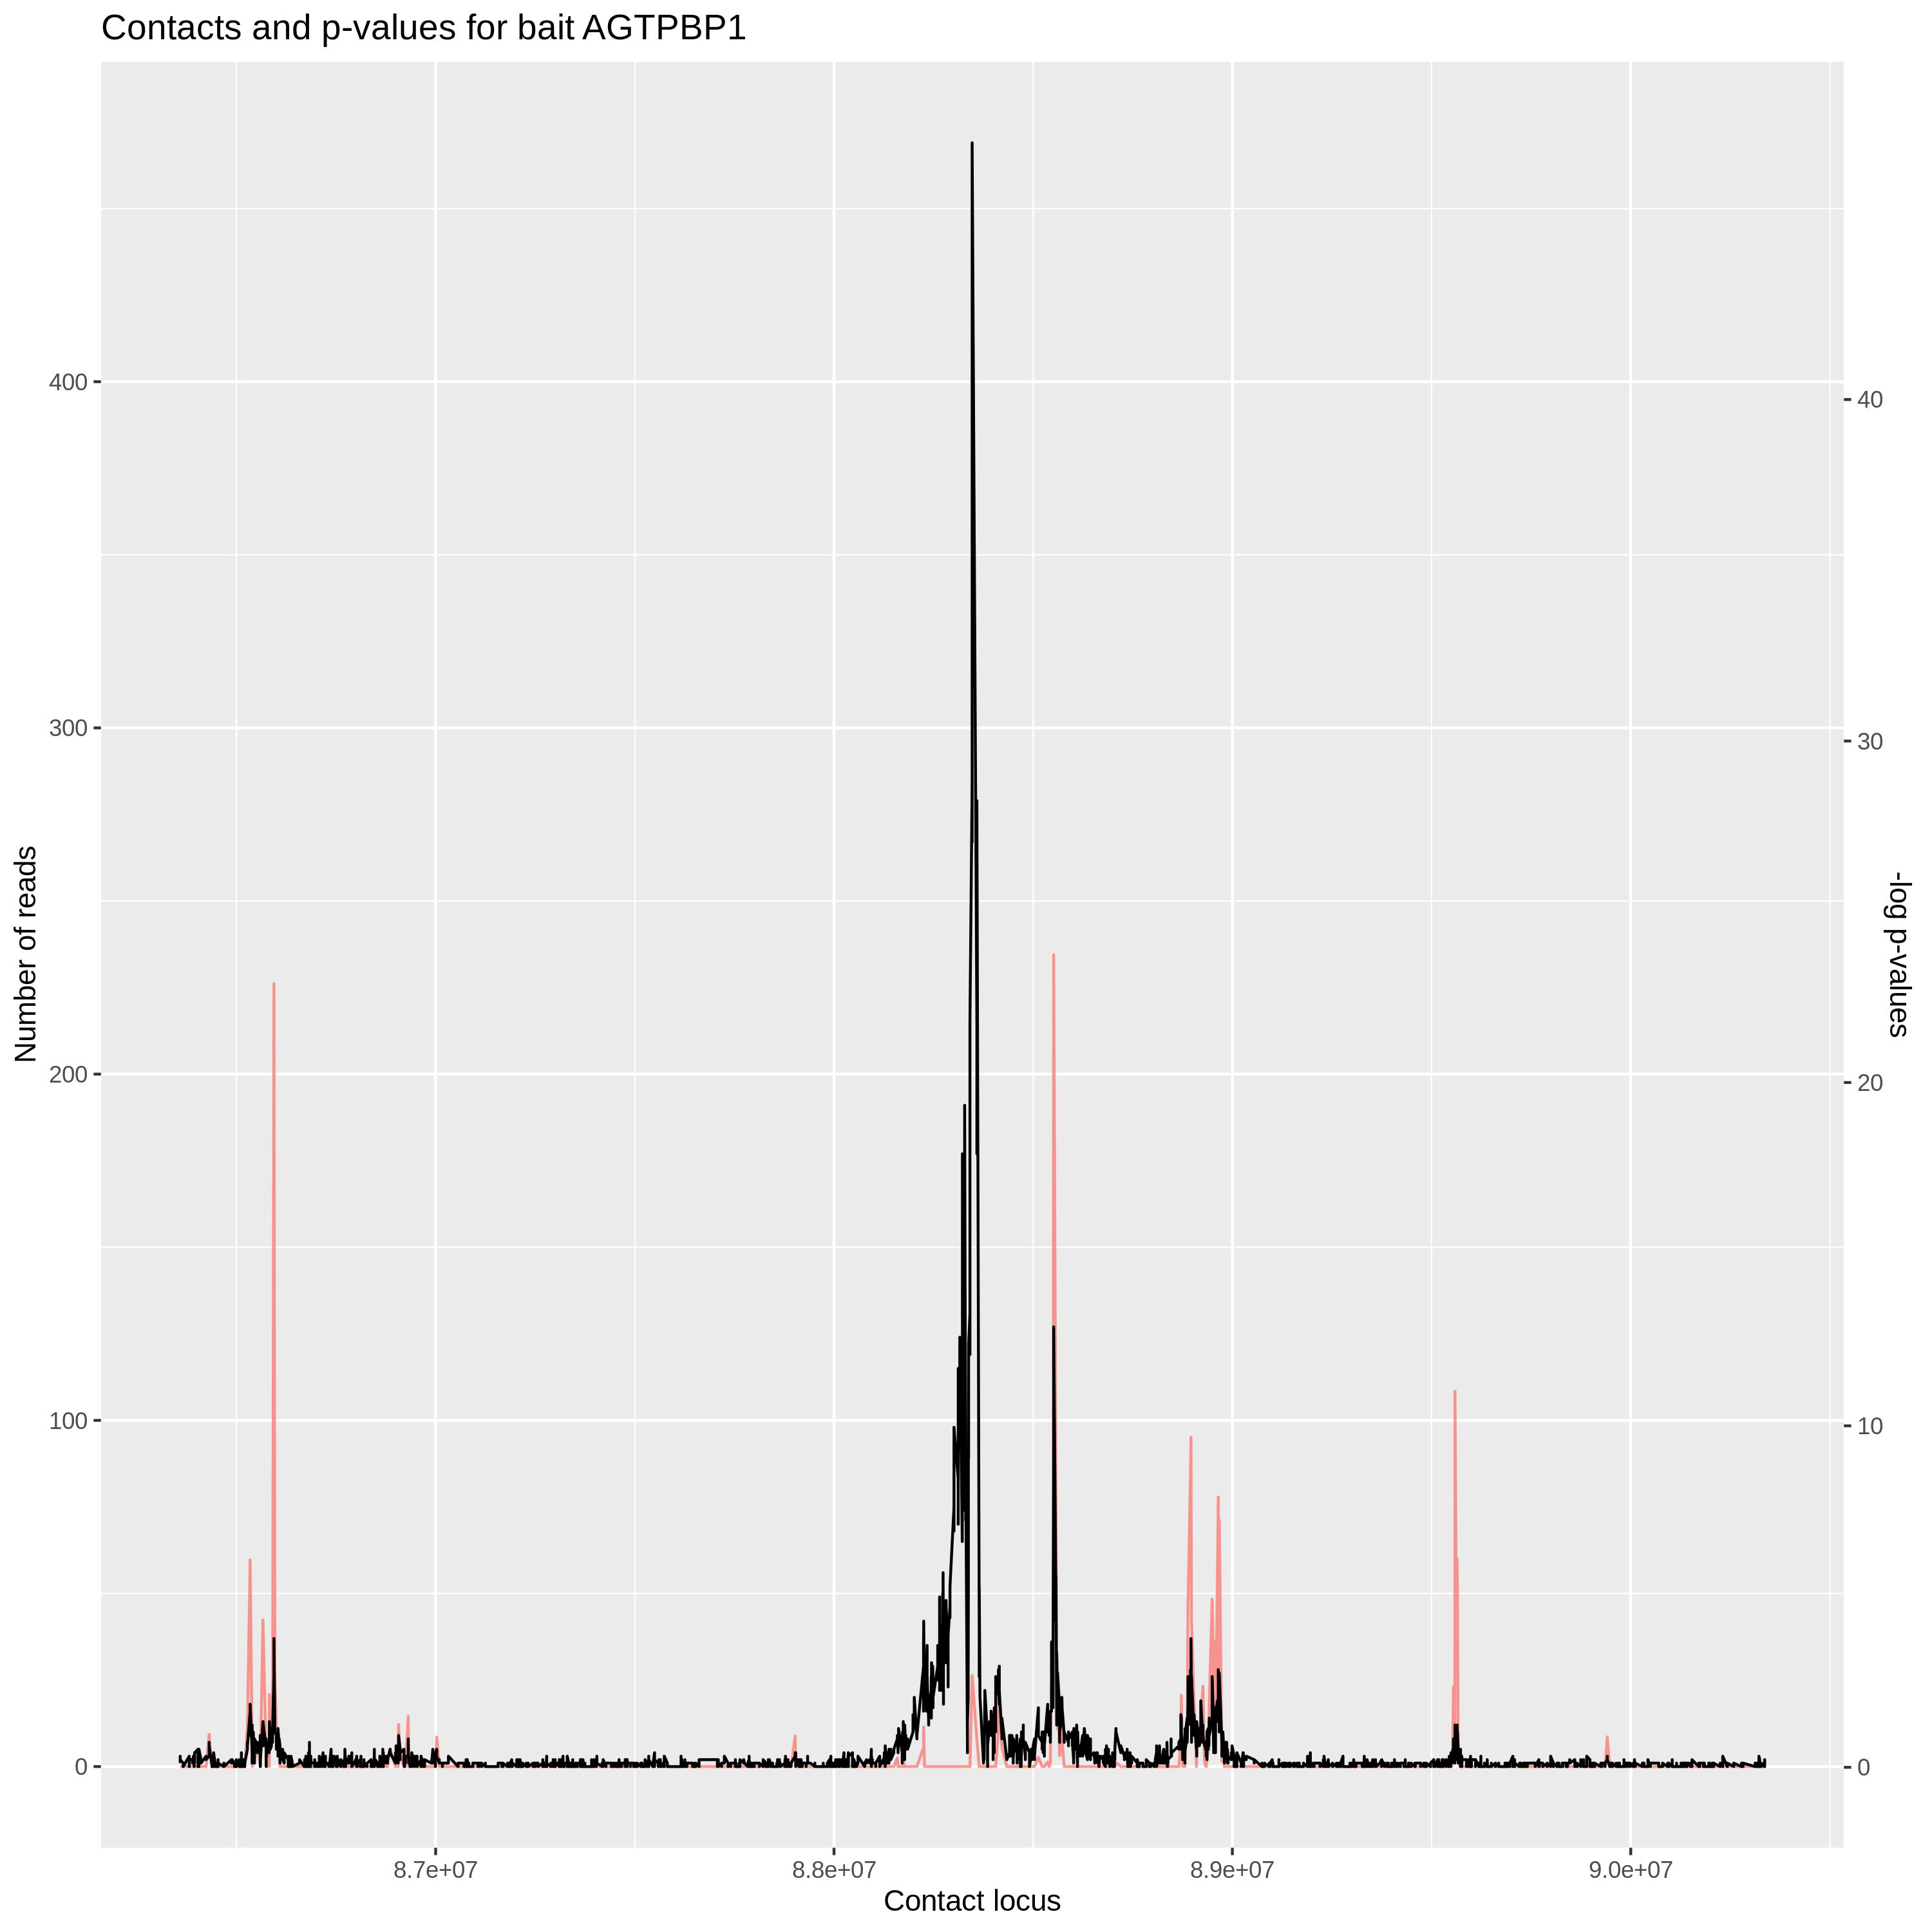 Contacts and p-values for bait AGTPBP1
400
300
200
100
0
Number of reads
40
30
20
10
0
-log p-values
8.7e+07
8.8e+07
8.9e+07
9.0e+07
Contact locus